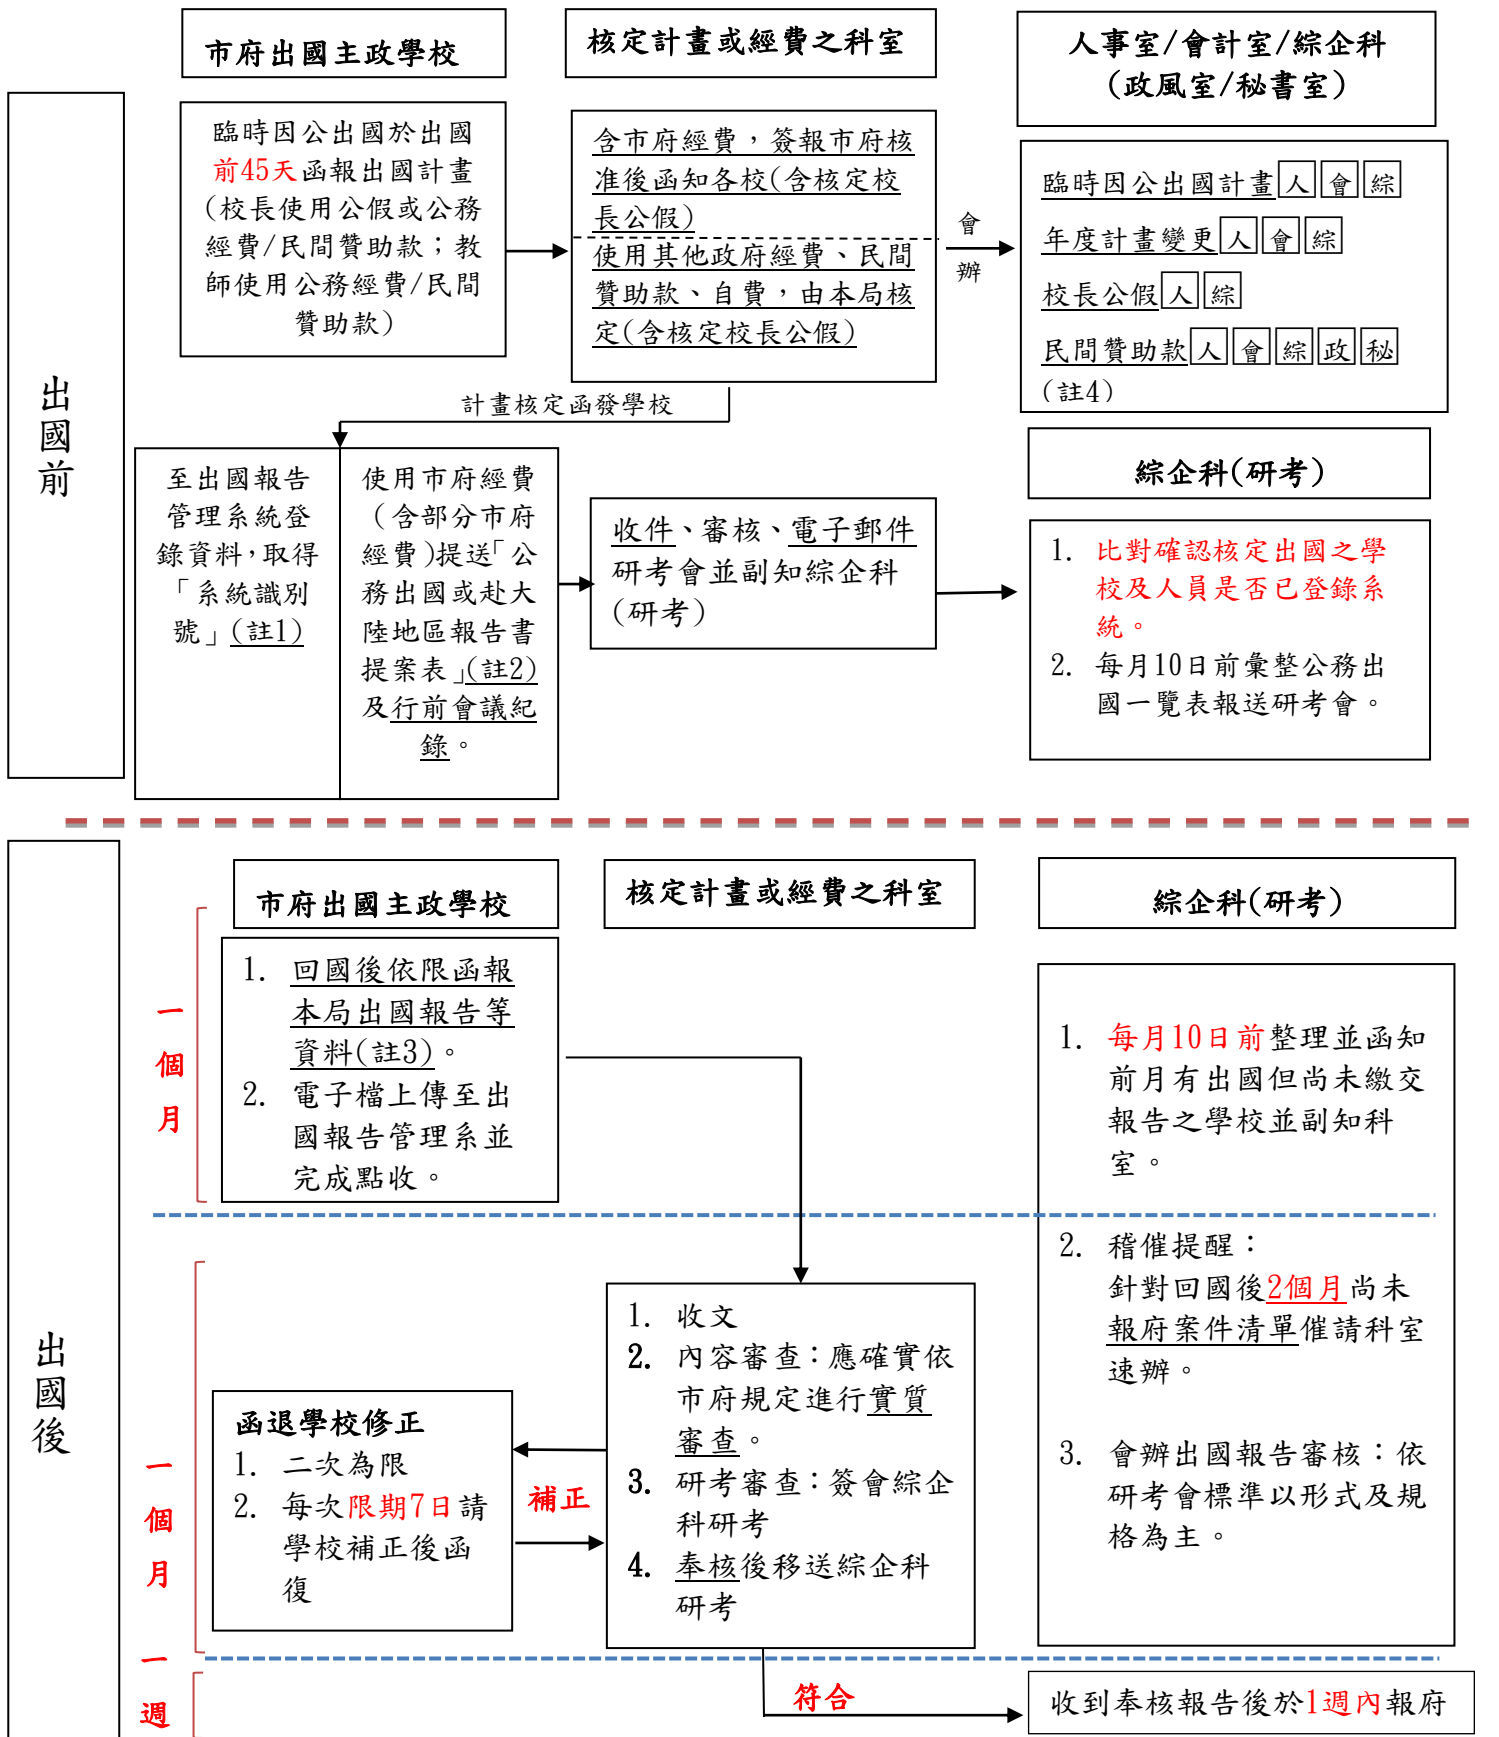 市府出國主政學校
核定計畫或經費之科室
人事室/會計室/綜企科
(政風室/秘書室)
出國前
臨時因公出國於出國
前45天函報出國計畫
(校長使用公假或公務
經費/民間贊助款；教
師使用公務經費/民間
贊助款)
含市府經費，簽報市府核
准後函知各校(含核定校
長公假)
使用其他政府經費、民間
贊助款、自費，由本局核
定(含核定校長公假)
會
辦
臨時因公出國計畫人會綜
年度計畫變更人會綜
校長公假人綜
民間贊助款人會綜政秘
(註4)
計畫核定函發學校
至出國報告
管理系統登
錄資料，取得
「系統識別
號」(註1)
使用市府經費
(含部分市府
經費)提送「公
務出國或赴大
陸地區報告書
提案表」(註2)
及行前會議紀
錄。
收件、審核、電子郵件
研考會並副知綜企科
(研考)
綜企科(研考)
1. 比對確認核定出國之學
校及人員是否已登錄系
統。
2. 每月10日前彙整公務出
國一覽表報送研考會。
出國後
市府出國主政學校
核定計畫或經費之科室
綜企科(研考)
一個月
1. 回國後依限函報
本局出國報告等
資料(註3)。
2. 電子檔上傳至出
國報告管理系並
完成點收。
1. 每月10日前整理並函知
前月有出國但尚未繳交
報告之學校並副知科
室。
2. 稽催提醒：
針對回國後2個月尚未
報府案件清單催請科室
速辦。
3. 會辦出國報告審核：依
研考會標準以形式及規
格為主。
一個月
函退學校修正
1. 二次為限
2. 每次限期7日請
學校補正後函
復
補正
1. 收文
2. 內容審查：應確實依
市府規定進行實質
審查。
3. 研考審查：簽會綜企
科研考
4. 奉核後移送綜企科
研考
一週
符合
收到奉核報告後於1週內報府